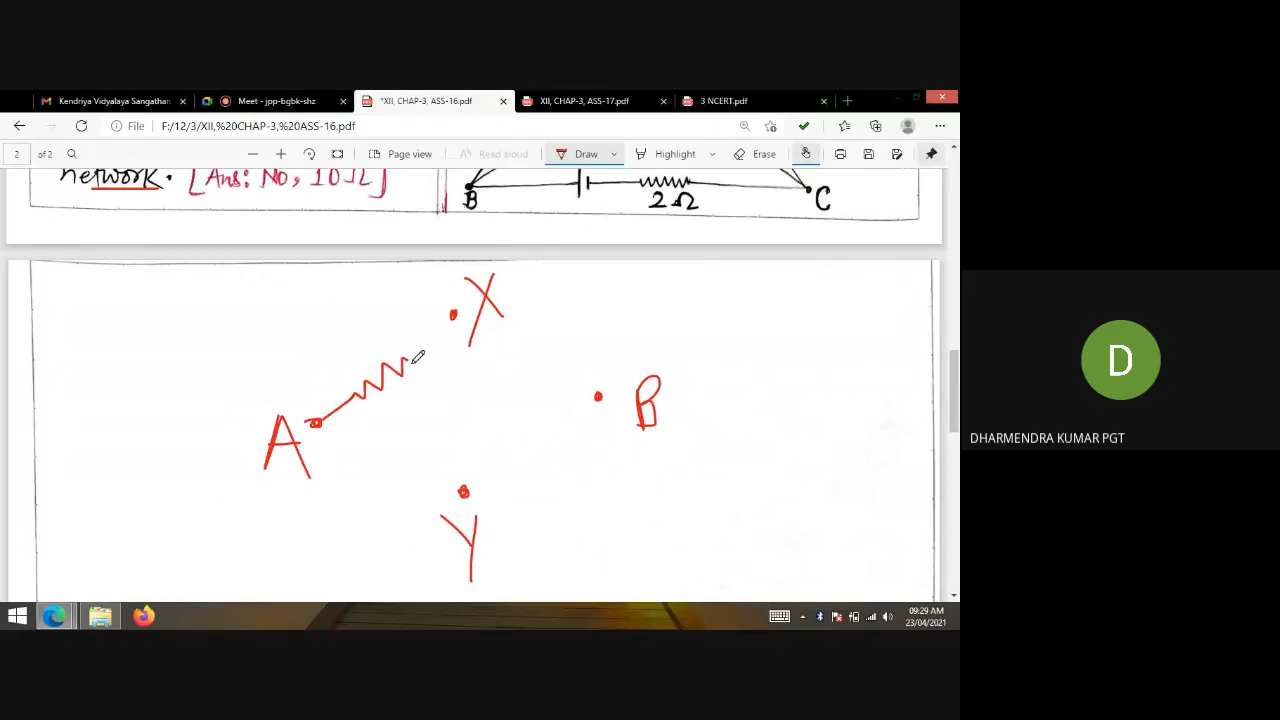 Kendriya Vidyalaya Sangathan
Meet - jpp-bgbk-shz
*XII, CHAP-3, ASS-16.pdf
XII, CHAP-3, ASS-17.pdf
3 NCERT.pdf
File
F:/12/3/XII,%20CHAP-3,%20ASS-16.pdf
2 of 2
Page view
Read aloud
Draw
Highlight
Erase
network. [Ans: No, 10Ω]
B
2 Ω
C
X
A
B
Y
D
DHARMENDRA KUMAR PGT
09:29 AM
23/04/2021